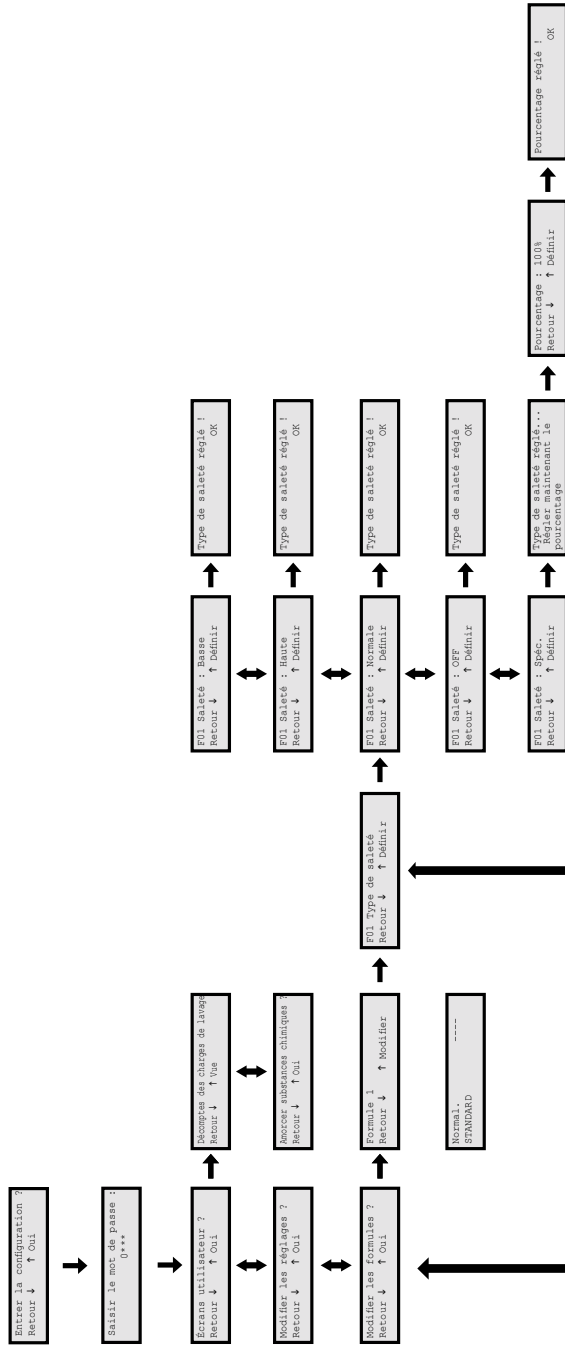 Entrer la configuration ?
Retour ↓ ↑ Oui
Saisir le mot de passe :
0***
Écrans utilisateur ?
Retour ↓ ↑ Oui
Modifier les réglages ?
Retour ↓ ↑ Oui
Modifier les formules ?
Retour ↓ ↑ Oui
Décomptes des charges de lavage
Retour ↓ ↑ Vue
Amorcer substances chimiques ?
Retour ↓ ↑ Oui
Formule 1
Retour ↓ ↑ Modifier
Normal. ----
STANDARD
F01 Type de saleté
Retour ↓ ↑ Définir
F01 Saleté : Basse
Retour ↓ ↑ Définir
F01 Saleté : Haute
Retour ↓ ↑ Définir
F01 Saleté : Normale
Retour ↓ ↑ Définir
F01 Saleté : OFF
Retour ↓ ↑ Définir
F01 Saleté : Spéc.
Retour ↓ ↑ Définir
Type de saleté réglé !
OK
Type de saleté réglé !
OK
Type de saleté réglé !
OK
Type de saleté réglé !
OK
Type de saleté réglé...
Régler maintenant le
pourcentage
Pourcentage : 100%
Retour ↓ ↑ Définir
Pourcentage réglé !
OK